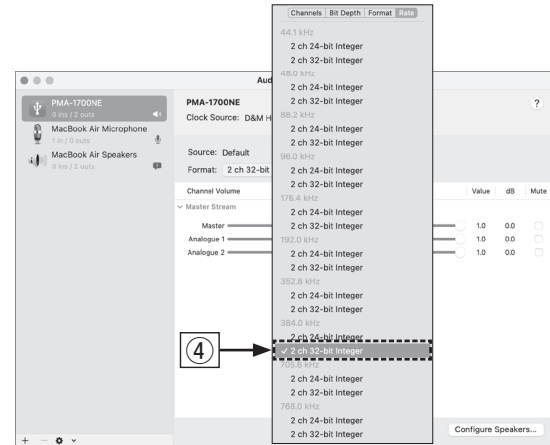 Channels Bit Depth Format Rate
44.1 kHz
2 ch 24-bit Integer
2 ch 32-bit Integer
48.0 kHz
2 ch 24-bit Integer
2 ch 32-bit Integer
88.2 kHz
2 ch 24-bit Integer
2 ch 32-bit Integer
96.0 kHz
2 ch 24-bit Integer
2 ch 32-bit Integer
176.4 kHz
2 ch 24-bit Integer
2 ch 32-bit Integer
192.0 kHz
2 ch 24-bit Integer
2 ch 32-bit Integer
352.8 kHz
2 ch 24-bit Integer
2 ch 32-bit Integer
384.0 kHz
2 ch 24-bit Integer
✓ 2 ch 32-bit Integer
705.6 kHz
2 ch 24-bit Integer
2 ch 32-bit Integer
768.0 kHz
2 ch 24-bit Integer
2 ch 32-bit Integer
Aud
PMA-1700NE
0 ins / 2 outs
MacBook Air Microphone
1 in / 0 outs
MacBook Air Speakers
0 ins / 2 outs
PMA-1700NE
?
Clock Source: D&M H
Source: Default
Format: 2 ch 32-bit
Channel Volume Value dB Mute
Master Stream
Master 1.0 0.0
Analogue 1 1.0 0.0
Analogue 2 1.0 0.0
④
Configure Speakers...
+ −